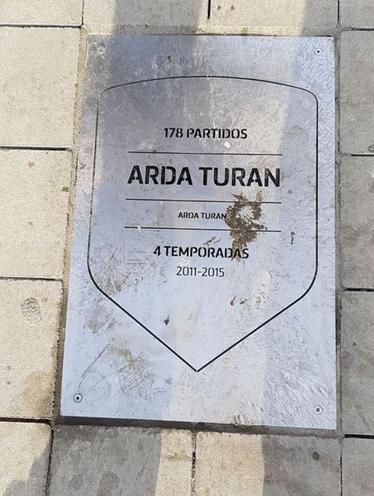 178 PARTIDOS
ARDA TURAN
ARDA TURAN
4 TEMPORADAS
2011-2015